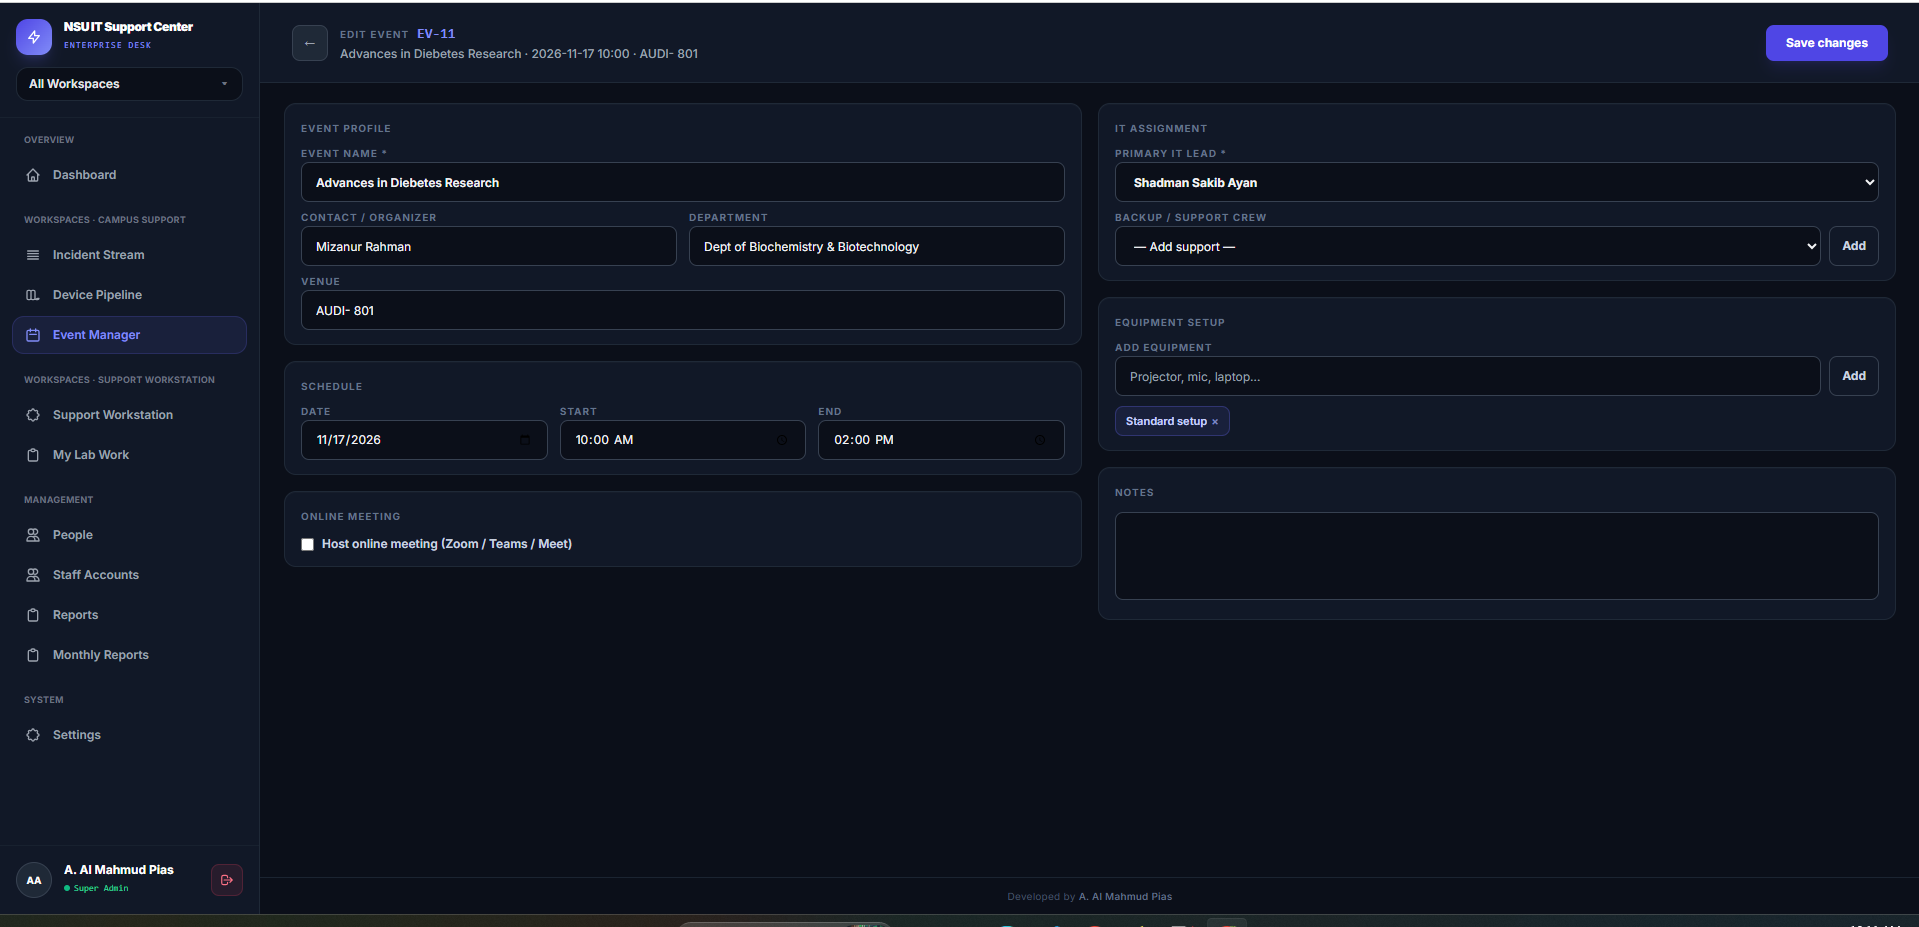 NSU IT Support Center
ENTERPRISE DESK
All Workspaces
OVERVIEW
Dashboard
WORKSPACES · CAMPUS SUPPORT
Incident Stream
Device Pipeline
Event Manager
WORKSPACES · SUPPORT WORKSTATION
Support Workstation
My Lab Work
MANAGEMENT
People
Staff Accounts
Reports
Monthly Reports
SYSTEM
Settings
AA
A. Al Mahmud Pias
Super Admin
←
EDIT EVENT EV-11
Advances in Diebetes Research · 2026-11-17 10:00 · AUDI- 801
Save changes
EVENT PROFILE
EVENT NAME *
Advances in Diebetes Research
CONTACT / ORGANIZER
DEPARTMENT
Mizanur Rahman
Dept of Biochemistry & Biotechnology
VENUE
AUDI- 801
SCHEDULE
DATE
START
END
11/17/2026
10:00 AM
02:00 PM
ONLINE MEETING
Host online meeting (Zoom / Teams / Meet)
IT ASSIGNMENT
PRIMARY IT LEAD *
Shadman Sakib Ayan
BACKUP / SUPPORT CREW
— Add support —
Add
EQUIPMENT SETUP
ADD EQUIPMENT
Projector, mic, laptop...
Add
Standard setup ×
NOTES
Developed by A. Al Mahmud Pias